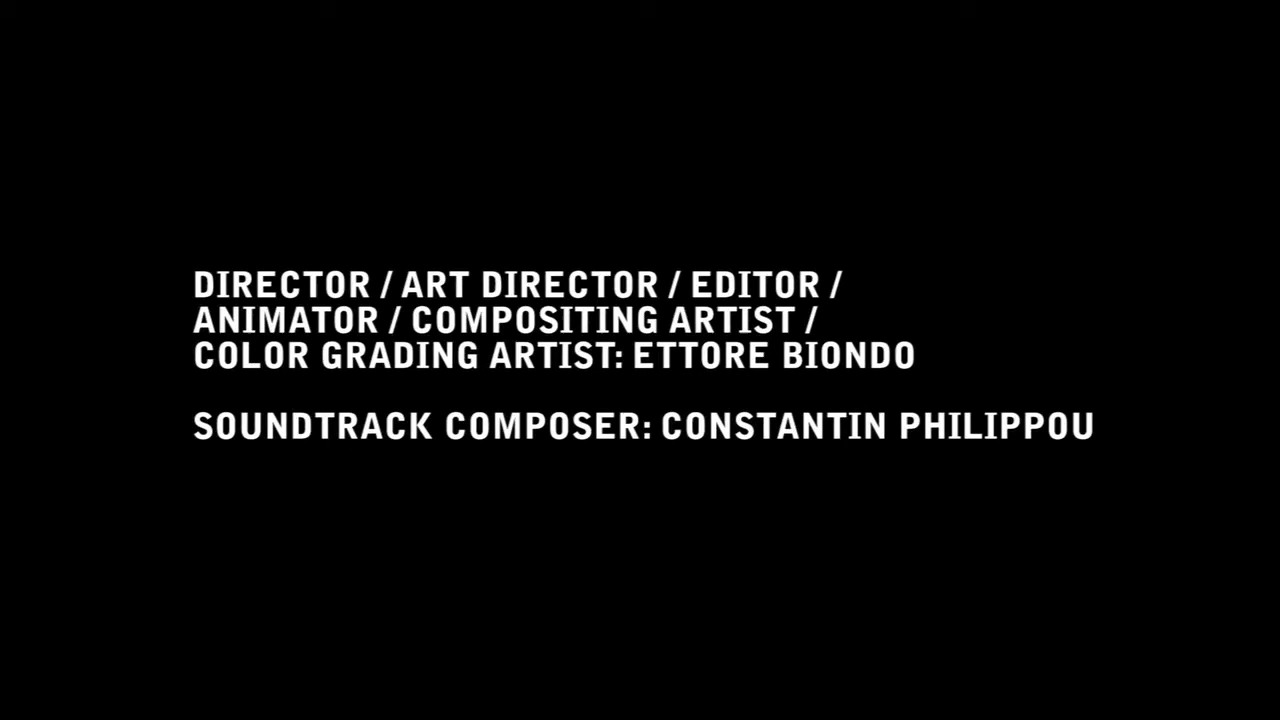 DIRECTOR / ART DIRECTOR / EDITOR /
ANIMATOR / COMPOSITING ARTIST /
COLOR GRADING ARTIST: ETTORE BIONDO
SOUNDTRACK COMPOSER: CONSTANTIN PHILIPPOU